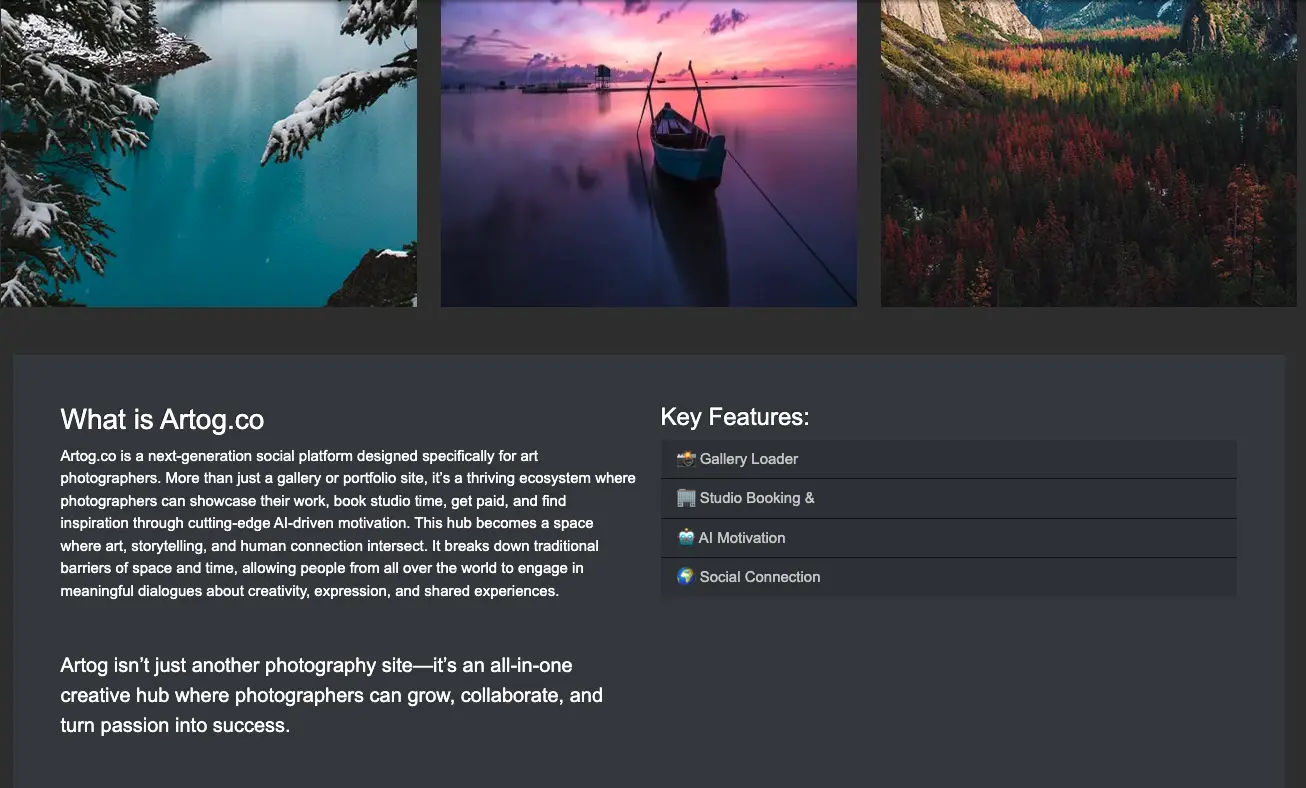 What is Artog.co
Artog.co is a next-generation social platform designed specifically for art
photographers. More than just a gallery or portfolio site, it’s a thriving ecosystem where
photographers can showcase their work, book studio time, get paid, and find
inspiration through cutting-edge AI-driven motivation. This hub becomes a space
where art, storytelling, and human connection intersect. It breaks down traditional
barriers of space and time, allowing people from all over the world to engage in
meaningful dialogues about creativity, expression, and shared experiences.
Artog isn’t just another photography site—it’s an all-in-one
creative hub where photographers can grow, collaborate, and
turn passion into success.
Key Features:
📸 Gallery Loader
🏢 Studio Booking &
🤖 AI Motivation
🌍 Social Connection